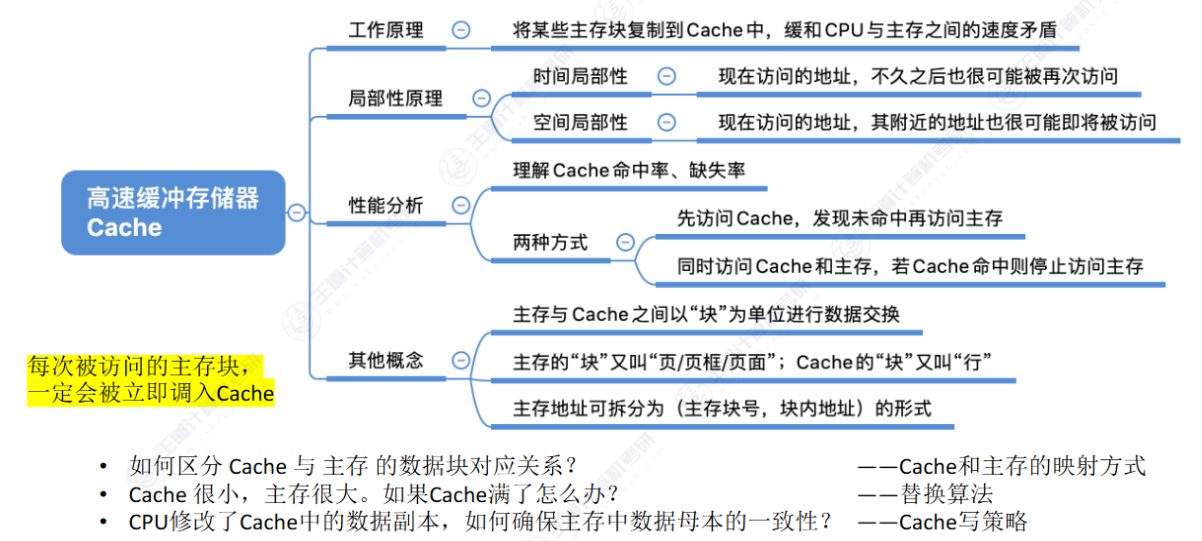 工作原理
将某些主存块复制到Cache中，缓和CPU与主存之间的速度矛盾
局部性原理
时间局部性
现在访问的地址，不久之后也很可能被再次访问
空间局部性
现在访问的地址，其附近的地址也很可能即将被访问
高速缓冲存储器
Cache
性能分析
理解Cache命中率、缺失率
两种方式
先访问Cache，发现未命中再访问主存
同时访问Cache和主存，若Cache命中则停止访问主存
其他概念
主存与Cache之间以“块”为单位进行数据交换
主存的“块”又叫“页/页框/页面”；Cache的“块”又叫“行”
主存地址可拆分为（主存块号，块内地址）的形式
每次被访问的主存块，
一定会被立即调入Cache
• 如何区分 Cache 与 主存 的数据块对应关系？ ——Cache和主存的映射方式
• Cache 很小，主存很大。如果Cache满了怎么办？ ——替换算法
• CPU修改了Cache中的数据副本，如何确保主存中数据母本的一致性？ ——Cache写策略
王道计算机考研